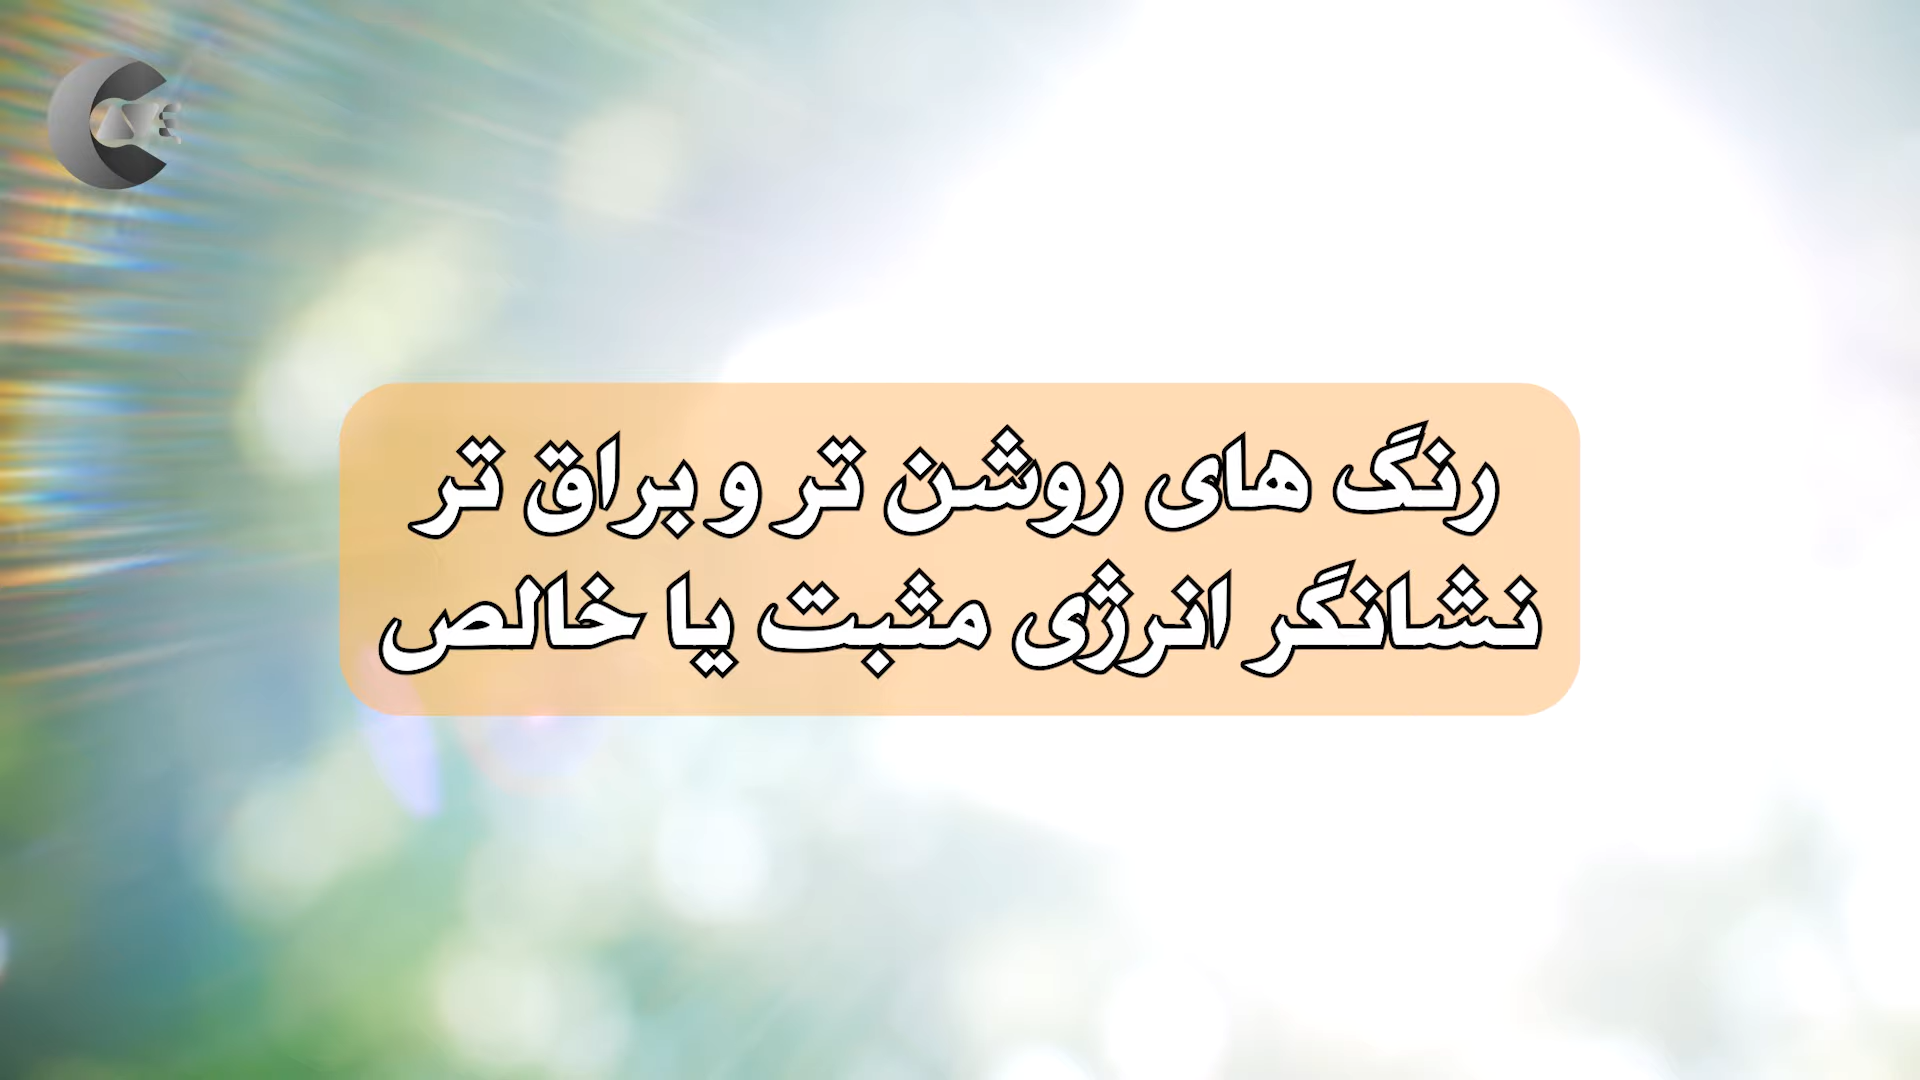 رنگ های روشن تر و براق تر
نشانگر انرژی مثبت یا خالص